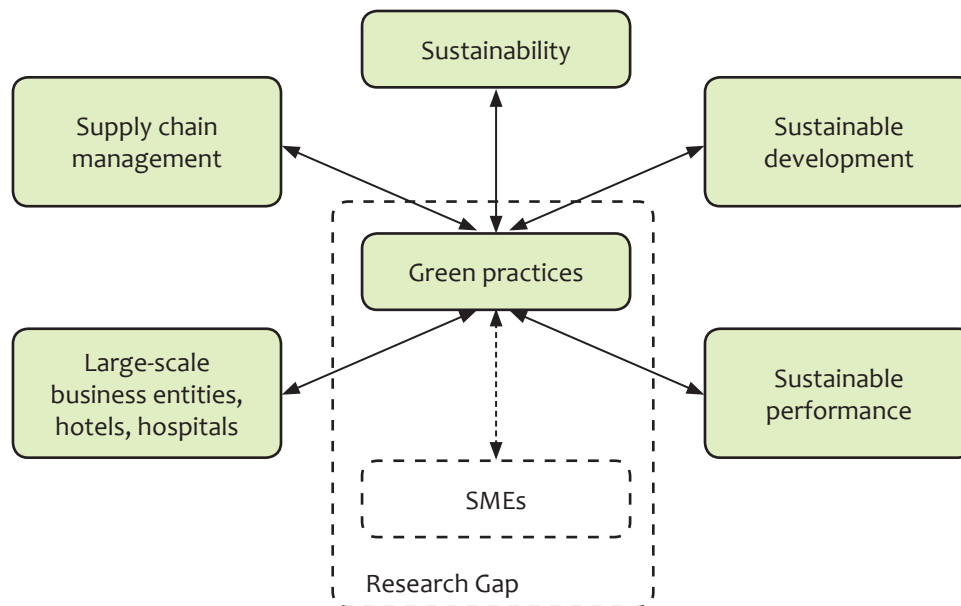 Sustainability
Supply chain
management
Sustainable
development
Green practices
Large-scale
business entities,
hotels, hospitals
Sustainable
performance
SMEs
Research Gap